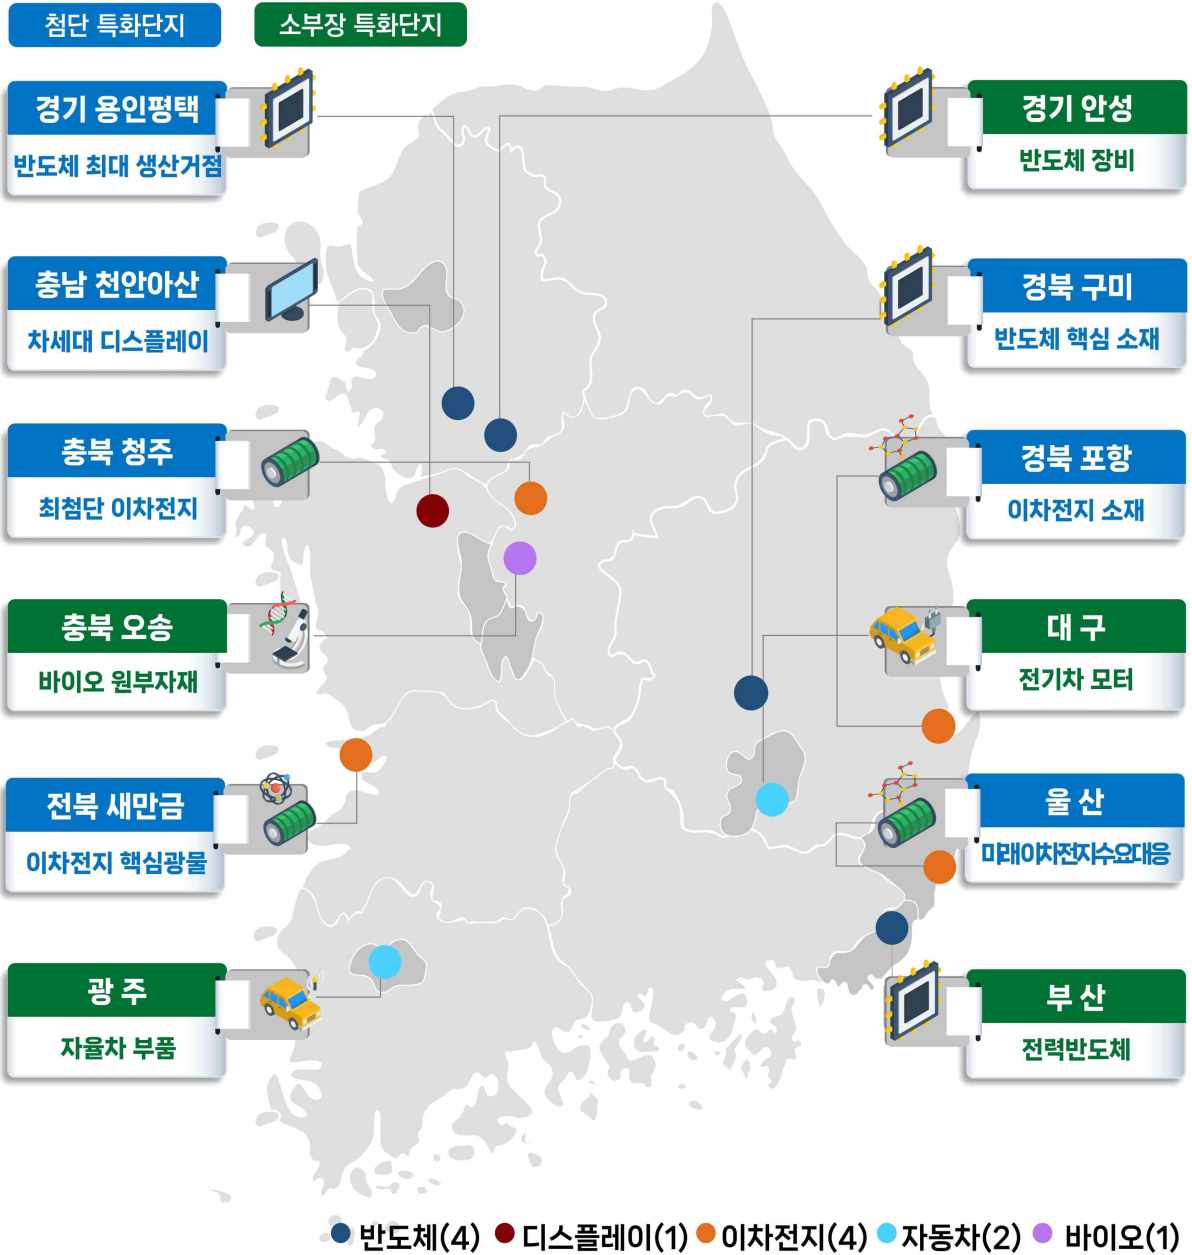 첨단 특화단지
소부장 특화단지
경기 용인평택
반도체 최대 생산거점
충남 천안아산
차세대 디스플레이
충북 청주
최첨단 이차전지
충북 오송
바이오 원부자재
전북 새만금
이차전지 핵심광물
광 주
자율차 부품
경기 안성
반도체 장비
경북 구미
반도체 핵심 소재
경북 포항
이차전지 소재
대 구
전기차 모터
울 산
미래이차전지수요대응
부 산
전력반도체
반도체(4) 디스플레이(1) 이차전지(4) 자동차(2) 바이오(1)